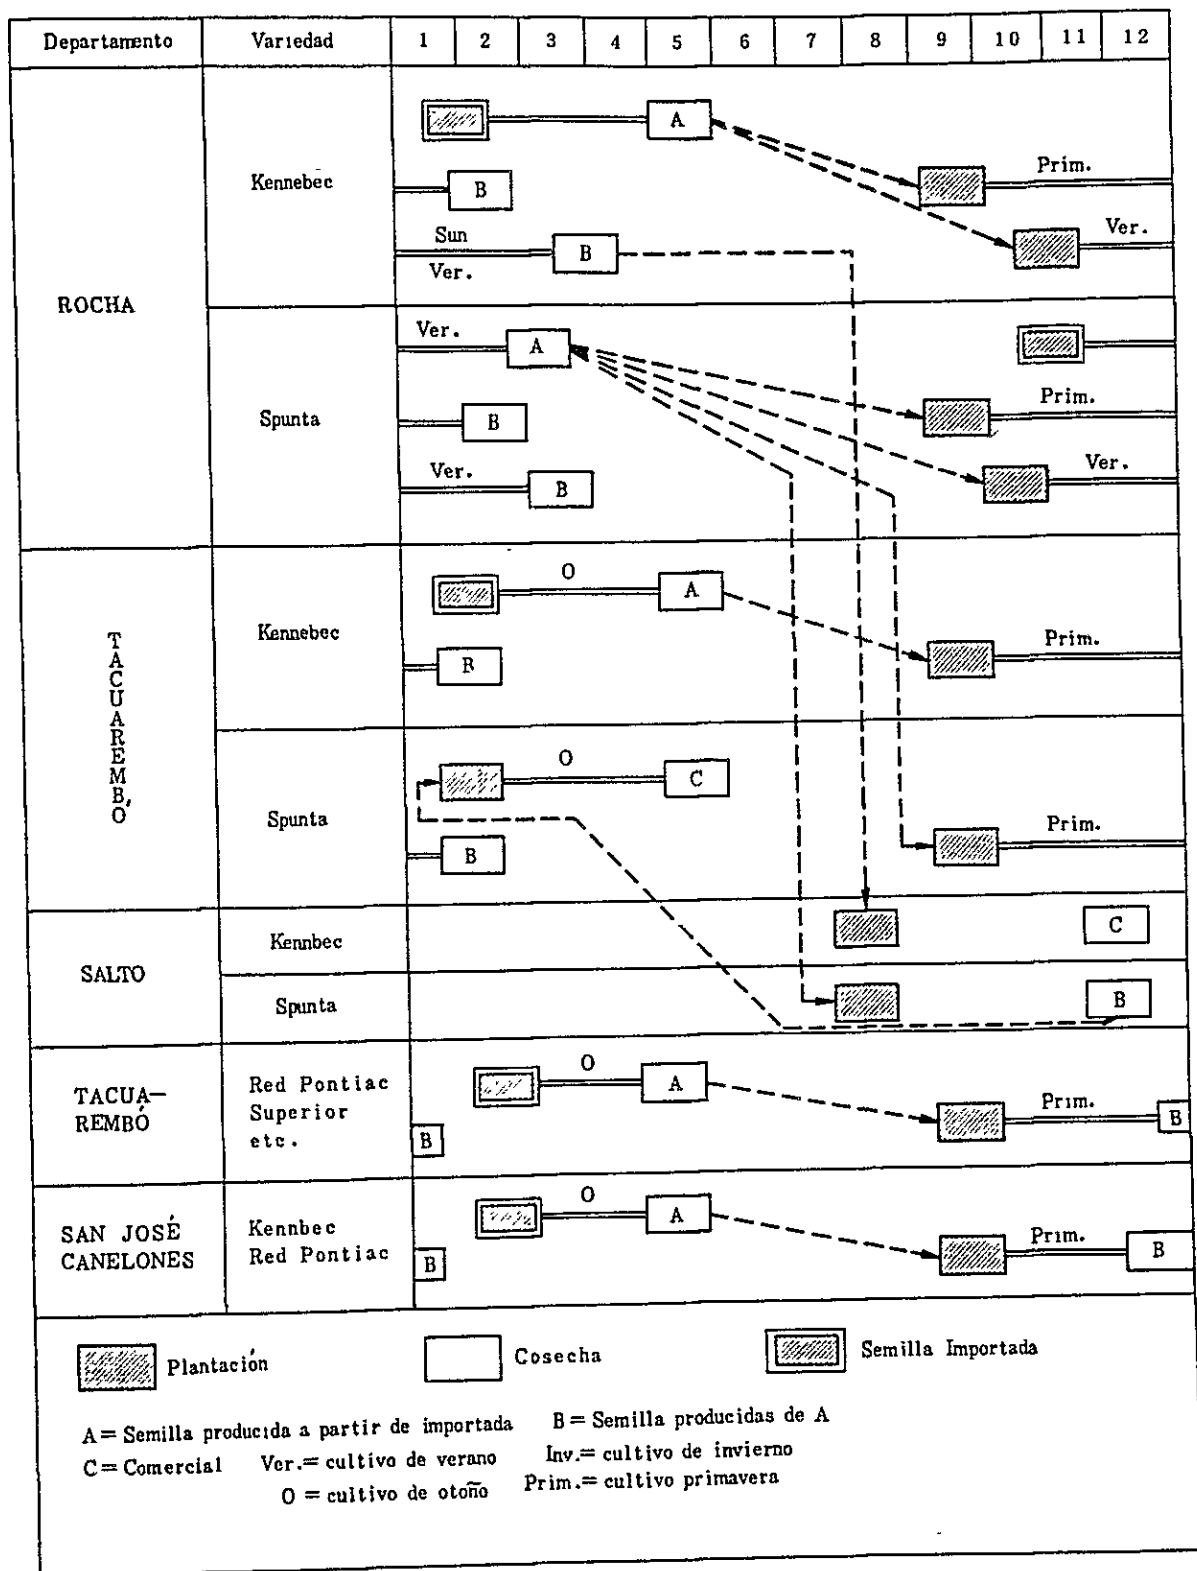 Departamento Variedad 1 2 3 4 5 6 7 8 9 10 11 12
ROCHA
Kennebec
A
Prim.
B
Sun
Ver.
B
Ver.
Spunta
Ver.
A
Prim.
B
Ver.
B
Ver.
TACUAREMBÓ
Kennebec
O
A
B
Prim.
Spunta
O
C
B
Prim.
SALTO
Kennbec
C
Spunta
B
TACUA-
REMBÓ
Red Pontiac
Superior
etc.
O
A
B
Prim.
B
SAN JOSÉ
CANELONES
Kennbec
Red Pontiac
O
A
B
Prim.
B
Plantación Cosecha Semilla Importada
A= Semilla producida a partir de importada B= Semilla producidas de A
C= Comercial Ver.= cultivo de verano Inv.= cultivo de invierno
O = cultivo de otoño Prim.= cultivo primavera